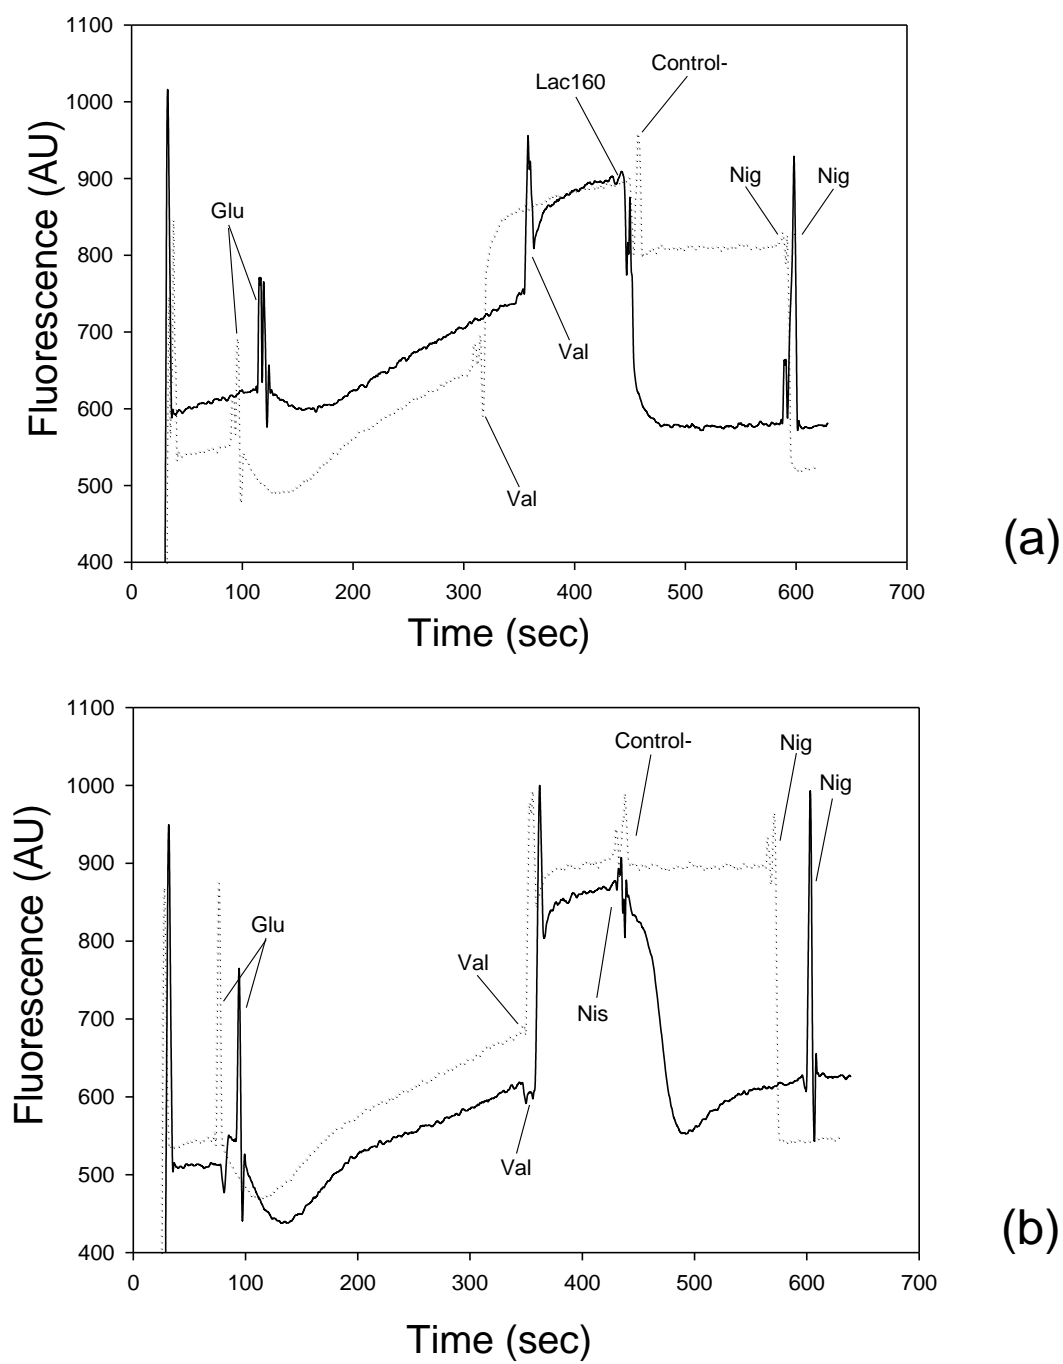 1100
1000
900
800
700
600
500
400
Fluorescence (AU)
Glu
Lac160
Control-
Nig
Nig
Val
Val
0 100 200 300 400 500 600 700
Time (sec)
(a)
1100
1000
900
800
700
600
500
400
Fluorescence (AU)
Glu
Val
Val
Control-
Nis
Nig
Nig
0 100 200 300 400 500 600 700
Time (sec)
(b)